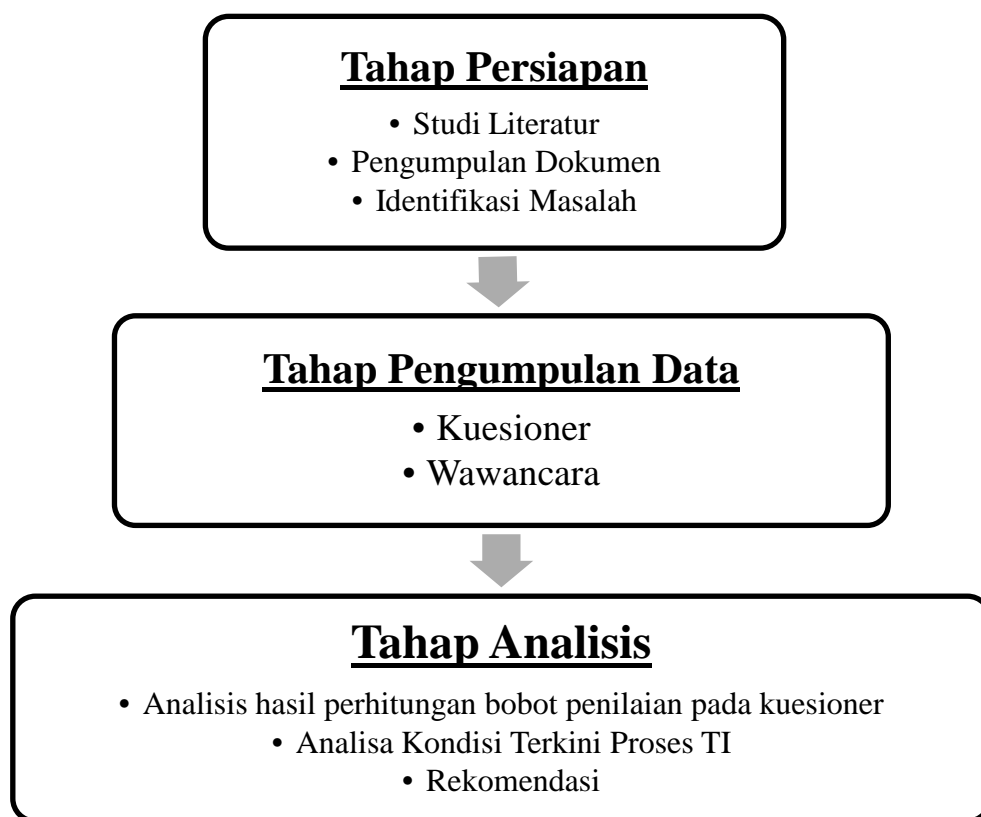 Tahap Persiapan
• Studi Literatur
• Pengumpulan Dokumen
• Identifikasi Masalah
Tahap Pengumpulan Data
• Kuesioner
• Wawancara
Tahap Analisis
• Analisis hasil perhitungan bobot penilaian pada kuesioner
• Analisa Kondisi Terkini Proses TI
• Rekomendasi